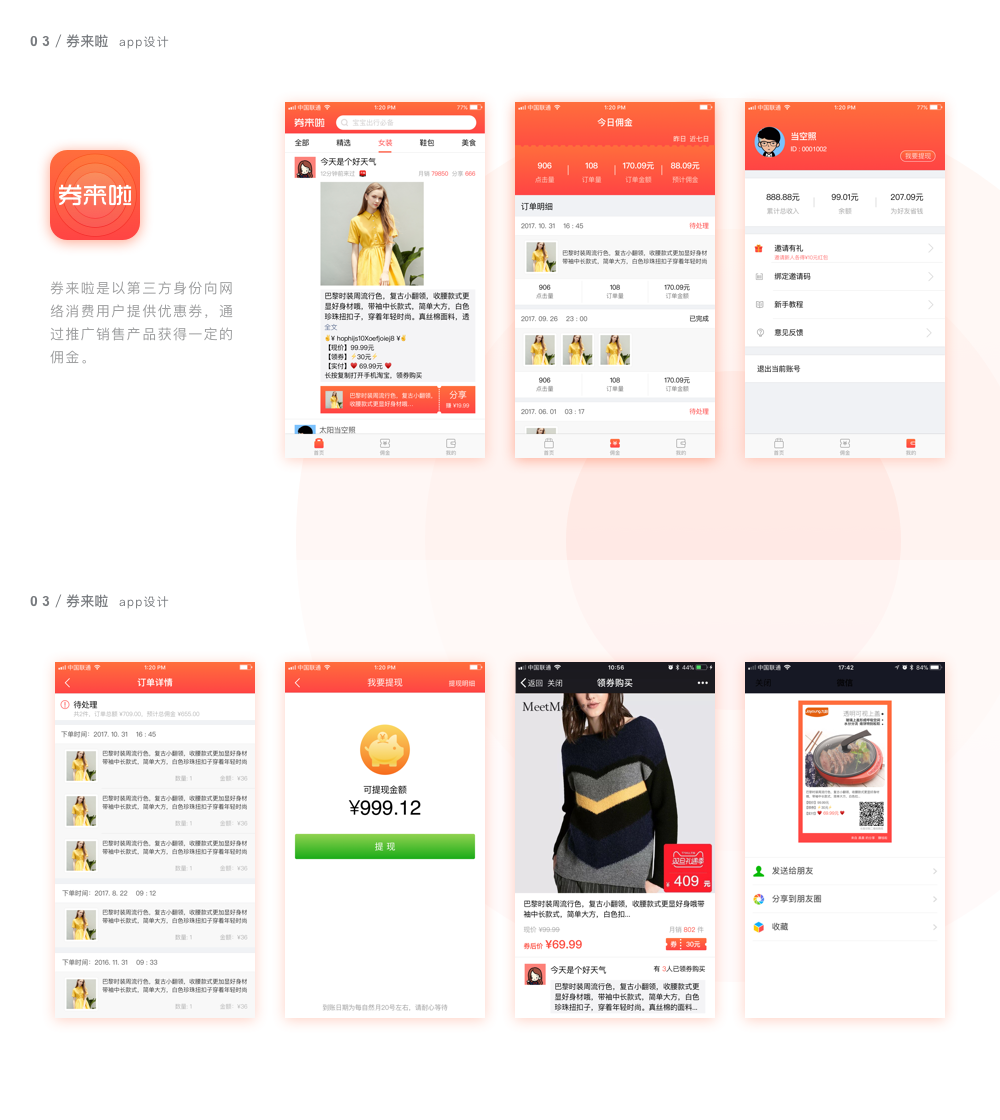 03 / 券来啦 app设计
券来啦
券来啦是以第三方身份向网
络消费用户提供优惠券，通
过推广销售产品获得一定的
佣金。
中国联通 1:20 PM 77%
券来啦 宝宝出行必备
全部 精选 女装 鞋包 美食
今天是个好天气
12分钟前来过 月销 79850 分享 666
巴黎时装周流行色，复古小翻领，收腰款式更
显好身材哦，带袖中长款式，简单大方，白色
珍珠扭扣子，穿着年轻时尚。真丝棉面料，透
全文
¥ hophijs10Xoefjoiej8 ¥
【现价】99.99元
【领券】⚡30元⚡
【实付】♥ 69.99元 ♥
长按复制打开手机淘宝，领券购买
巴黎时装周流行色，复古小翻领，
收腰款式更显好身材哦...
分享
赚 ¥19.99
太阳当空照
首页 佣金 我的
中国联通 1:20 PM
今日佣金
昨日 近七日
906 108 170.09元 88.09元
点击量 订单量 订单金额 预计佣金
订单明细
2017. 10. 31 16 : 45 待处理
巴黎时装周流行色，复古小翻领，收腰款式更加显好身材
带袖中长款式，简单大方，白色珍珠扭扣子穿着年轻时尚
906 108 170.09元
点击量 订单量 订单金额
2017. 09. 26 23 : 00 已完成
906 108 170.09元
点击量 订单量 订单金额
2017. 06. 01 03 : 17 待处理
首页 佣金 我的
中国联通 1:20 PM 77%
当空照
ID : 0001002
我要提现
888.88元 99.01元 207.09元
累计总收入 余额 为好友省钱
邀请有礼
绑定邀请码
新手教程
意见反馈
退出当前账号
首页 佣金 我的
03 / 券来啦 app设计
中国联通 1:20 PM
订单详情
待处理
共2件，订单总额 ¥709.00，预计总佣金 ¥655.00
下单时间：2017. 10. 31 16 : 45
巴黎时装周流行色，复古小翻领，收腰款式更加显好身材
带袖中长款式，简单大方，白色珍珠扭扣子穿着年轻时尚
数量: 1 金额：¥36
巴黎时装周流行色，复古小翻领，收腰款式更加显好身材
带袖中长款式，简单大方，白色珍珠扭扣子穿着年轻时尚
数量: 1 金额：¥36
巴黎时装周流行色，复古小翻领，收腰款式更加显好身材
带袖中长款式，简单大方，白色珍珠扭扣子穿着年轻时尚
数量: 1 金额：¥36
下单时间：2017. 8. 22 09 : 12
巴黎时装周流行色，复古小翻领，收腰款式更加显好身材
带袖中长款式，简单大方，白色珍珠扭扣子穿着年轻时尚
数量: 1 金额：¥36
下单时间：2016. 11. 31 09 : 33
巴黎时装周流行色，复古小翻领，收腰款式更加显好身材
带袖中长款式，简单大方，白色珍珠扭扣子穿着年轻时尚
数量: 1 金额：¥36
中国联通 1:20 PM
我要提现 提现明细
可提现金额
¥999.12
提 现
到账日期为每自然月20号左右，请耐心等待
中国联通 10:56 44%
返回 关闭 领券购买
MeetM
409 元
巴黎时装周流行色，复古小翻领，收腰款式更显好身材哦带
袖中长款式，简单大方，白色扣...
现价 ¥99.99 月销 802 件
券后价 ¥69.99 券 30元
今天是个好天气 有 3人已领券购买
巴黎时装周流行色，复古小翻领，收腰款式更
显好身材哦，带袖中长款式，简单大方，白色
珍珠扭扣子，穿着年轻时尚。真丝棉的面料...
中国联通 17:42 84%
关闭 微信
透明可视上盖
发送给朋友
分享到朋友圈
收藏